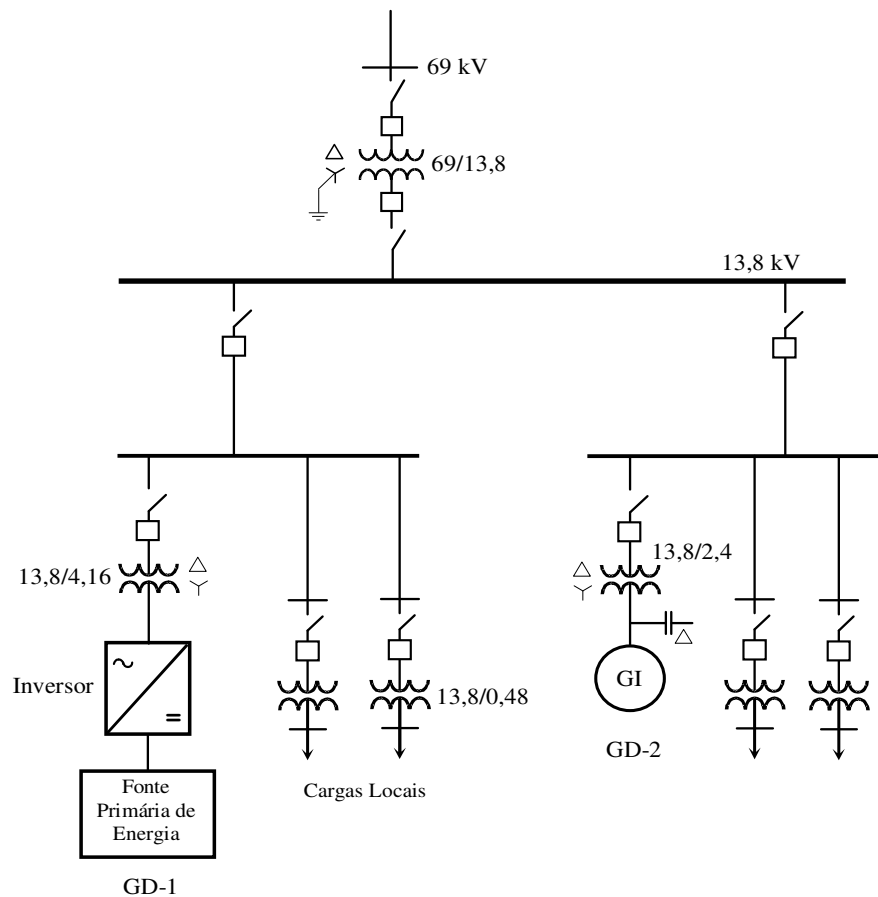 69 kV
69/13,8
13,8 kV
13,8/4,16
13,8/2,4
Inversor
13,8/0,48
GI
GD-2
Fonte
Primária de
Energia
Cargas Locais
GD-1